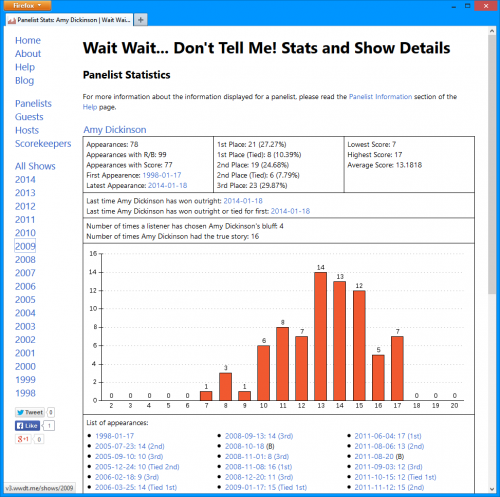 Firefox
Panelist Stats: Amy Dickinson | Wait Wai...
Home
About
Help
Blog
Panelists
Guests
Hosts
Scorekeepers
All Shows
2014
2013
2012
2011
2010
2009
2008
2007
2006
2005
2004
2003
2002
2001
2000
1999
1998
Tweet 8
Like 1
g+1 0
v3.wwdt.me/shows/2009
Wait Wait... Don't Tell Me! Stats and Show Details
Panelist Statistics
For more information about the information displayed for a panelist, please read the Panelist Information section of the
Help page.
Amy Dickinson
Appearances: 78
Appearances with R/B: 99
Appearances with Score: 77
First Appearence: 1998-01-17
Latest Appearance: 2014-01-18
1st Place: 21 (27.27%)
1st Place (Tied): 8 (10.39%)
2nd Place: 19 (24.68%)
2nd Place (Tied): 6 (7.79%)
3rd Place: 23 (29.87%)
Lowest Score: 7
Highest Score: 17
Average Score: 13.1818
Last time Amy Dickinson has won outright: 2014-01-18
Last time Amy Dickinson has won outright or tied for first: 2014-01-18
Number of times a listener has chosen Amy Dickinson's bluff: 4
Number of times Amy Dickinson had the true story: 16
16
14
12
10
8
6
4
2
0
0 0 0 0 0 1 3 1 6 8 7 14 13 12 5 7 0 0 0
2 3 4 5 6 7 8 9 10 11 12 13 14 15 16 17 18 19 20
List of appearances:
1998-01-17
2005-07-23: 14 (2nd)
2005-09-10: 10 (3rd)
2005-12-24: 10 (Tied 2nd)
2006-02-18: 9 (3rd)
2006-03-25: 14 (Tied 1st)
2008-09-13: 14 (3rd)
2008-10-18 (B)
2008-11-01: 8 (3rd)
2008-11-08: 16 (1st)
2008-12-20: 11 (3rd)
2009-01-17: 15 (Tied 1st)
2011-06-04: 17 (1st)
2011-08-06: 13 (2nd)
2011-08-20 (B)
2011-09-03: 12 (3rd)
2011-10-15: 12 (Tied 1st)
2011-11-12: 15 (2nd)